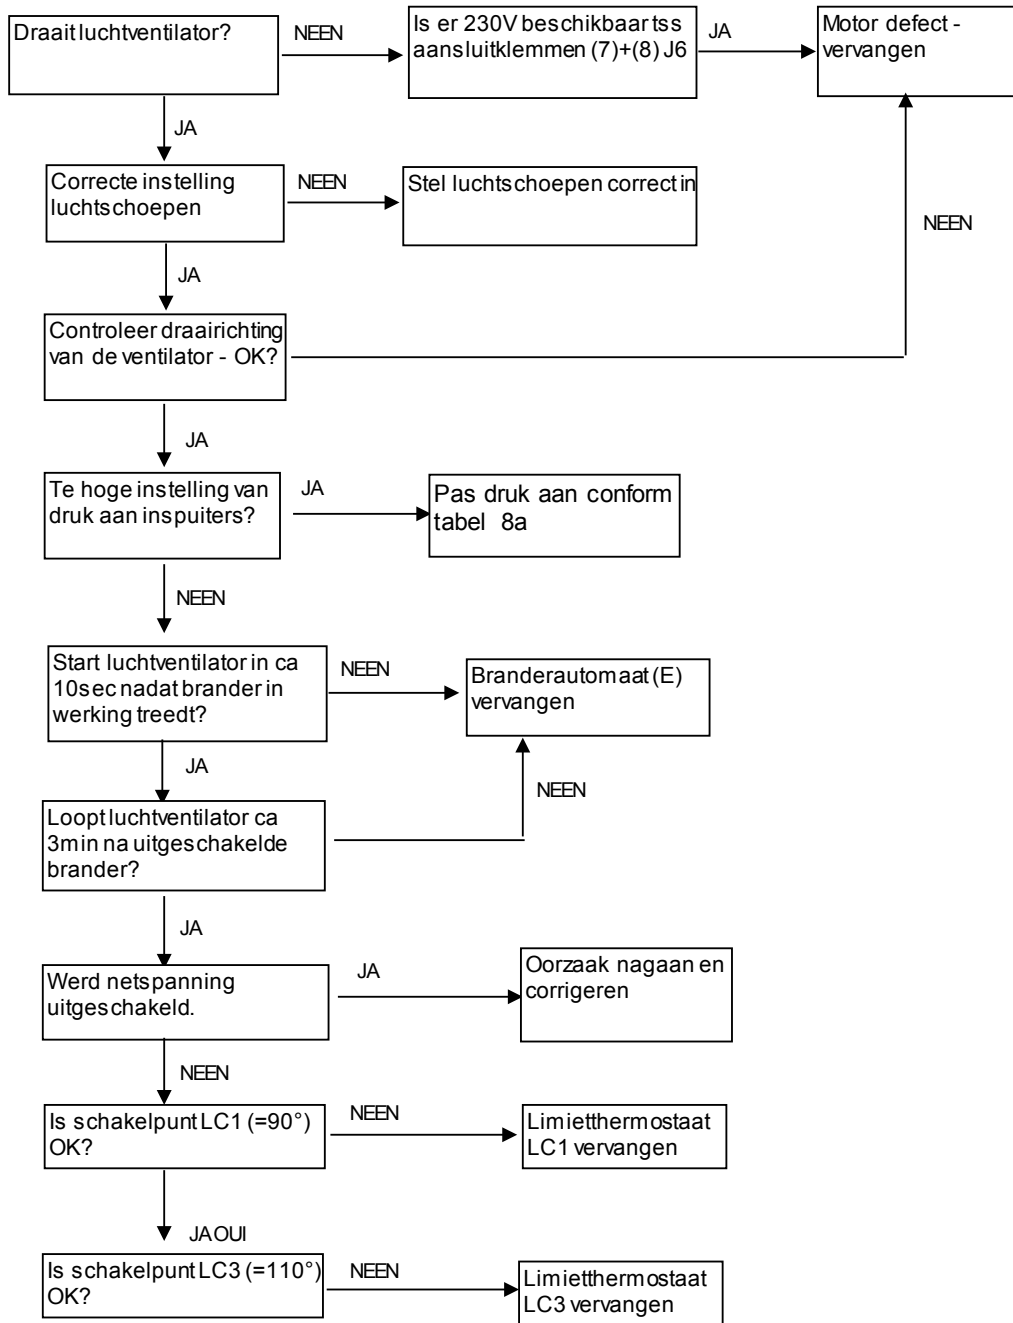 Draait luchtventilator?
NEEN
Is er 230V beschikbaar tss
aansluitklemmen (7)+(8) J6
JA
Motor defect -
vervangen
JA
Correcte instelling
luchtschoepen
NEEN
Stel luchtschoepen correct in
NEEN
JA
Controleer draairichting
van de ventilator - OK?
JA
Te hoge instelling van
druk aan inspuiters?
JA
Pas druk aan conform
tabel 8a
NEEN
Start luchtventilator in ca
10sec nadat brander in
werking treedt?
NEEN
Branderautomaat (E)
vervangen
JA
NEEN
Loopt luchtventilator ca
3min na uitgeschakelde
brander?
JA
Werd netspanning
uitgeschakeld.
JA
Oorzaak nagaan en
corrigeren
NEEN
Is schakelpunt LC1 (=90°)
OK?
NEEN
Limietthermostaat
LC1 vervangen
JA OUI
Is schakelpunt LC3 (=110°)
OK?
NEEN
Limietthermostaat
LC3 vervangen